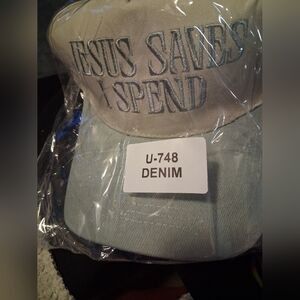 JESUS SAVES
I SPEND
U-748
DENIM